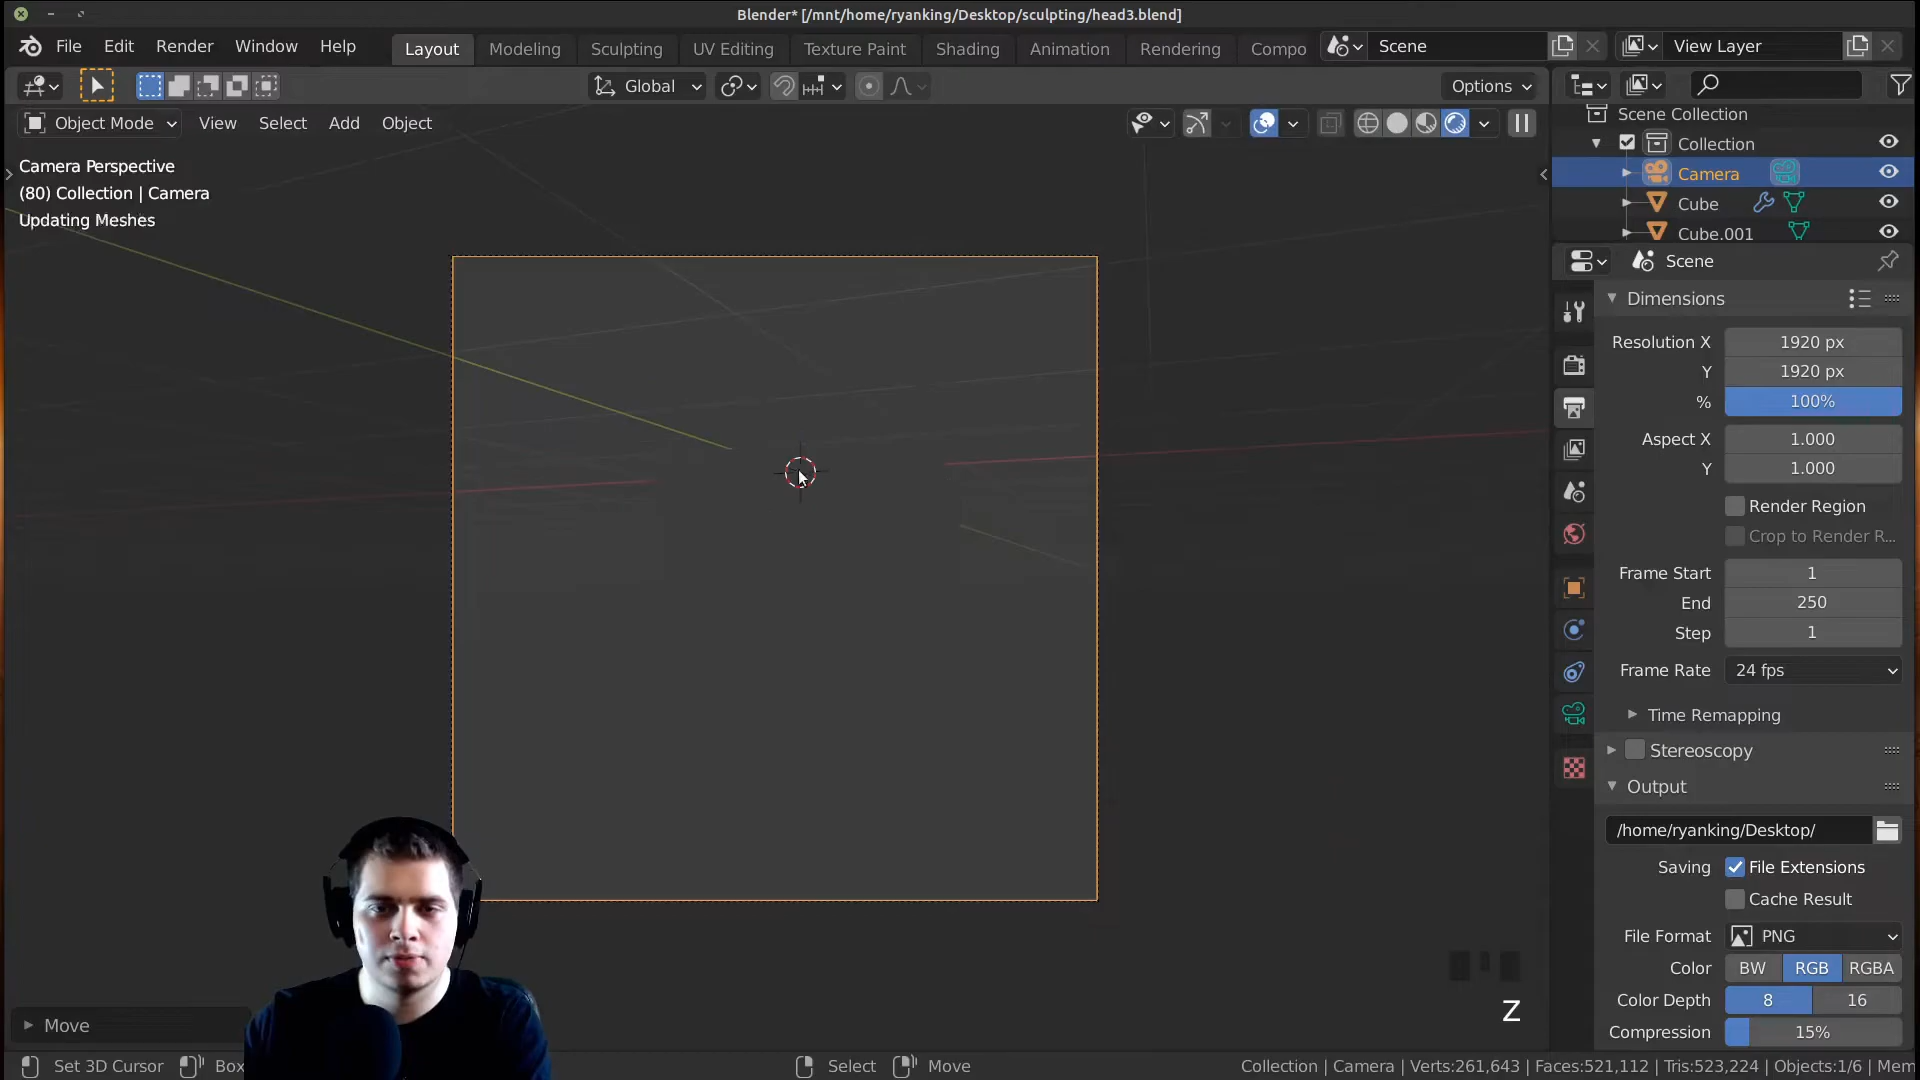 Blender* [/mnt/home/ryanking/Desktop/sculpting/head3.blend]
File Edit Render Window Help
Layout Modeling Sculpting UV Editing Texture Paint Shading Animation Rendering Compo
Scene
View Layer
Global
Options
Object Mode View Select Add Object
Camera Perspective
(80) Collection | Camera
Updating Meshes
Scene Collection
Collection
Camera
Cube
Cube.001
Scene
Dimensions
Resolution X 1920 px
Y 1920 px
% 100%
Aspect X 1.000
Y 1.000
Render Region
Crop to Render R...
Frame Start 1
End 250
Step 1
Frame Rate 24 fps
Time Remapping
Stereoscopy
Output
/home/ryanking/Desktop/
Saving File Extensions
Cache Result
File Format PNG
Color BW RGB RGBA
Color Depth 8 16
Compression 15%
Z
Move
Set 3D Cursor Box Select Move
Collection | Camera | Verts:261,643 | Faces:521,112 | Tris:523,224 | Objects:1/6 | Mem